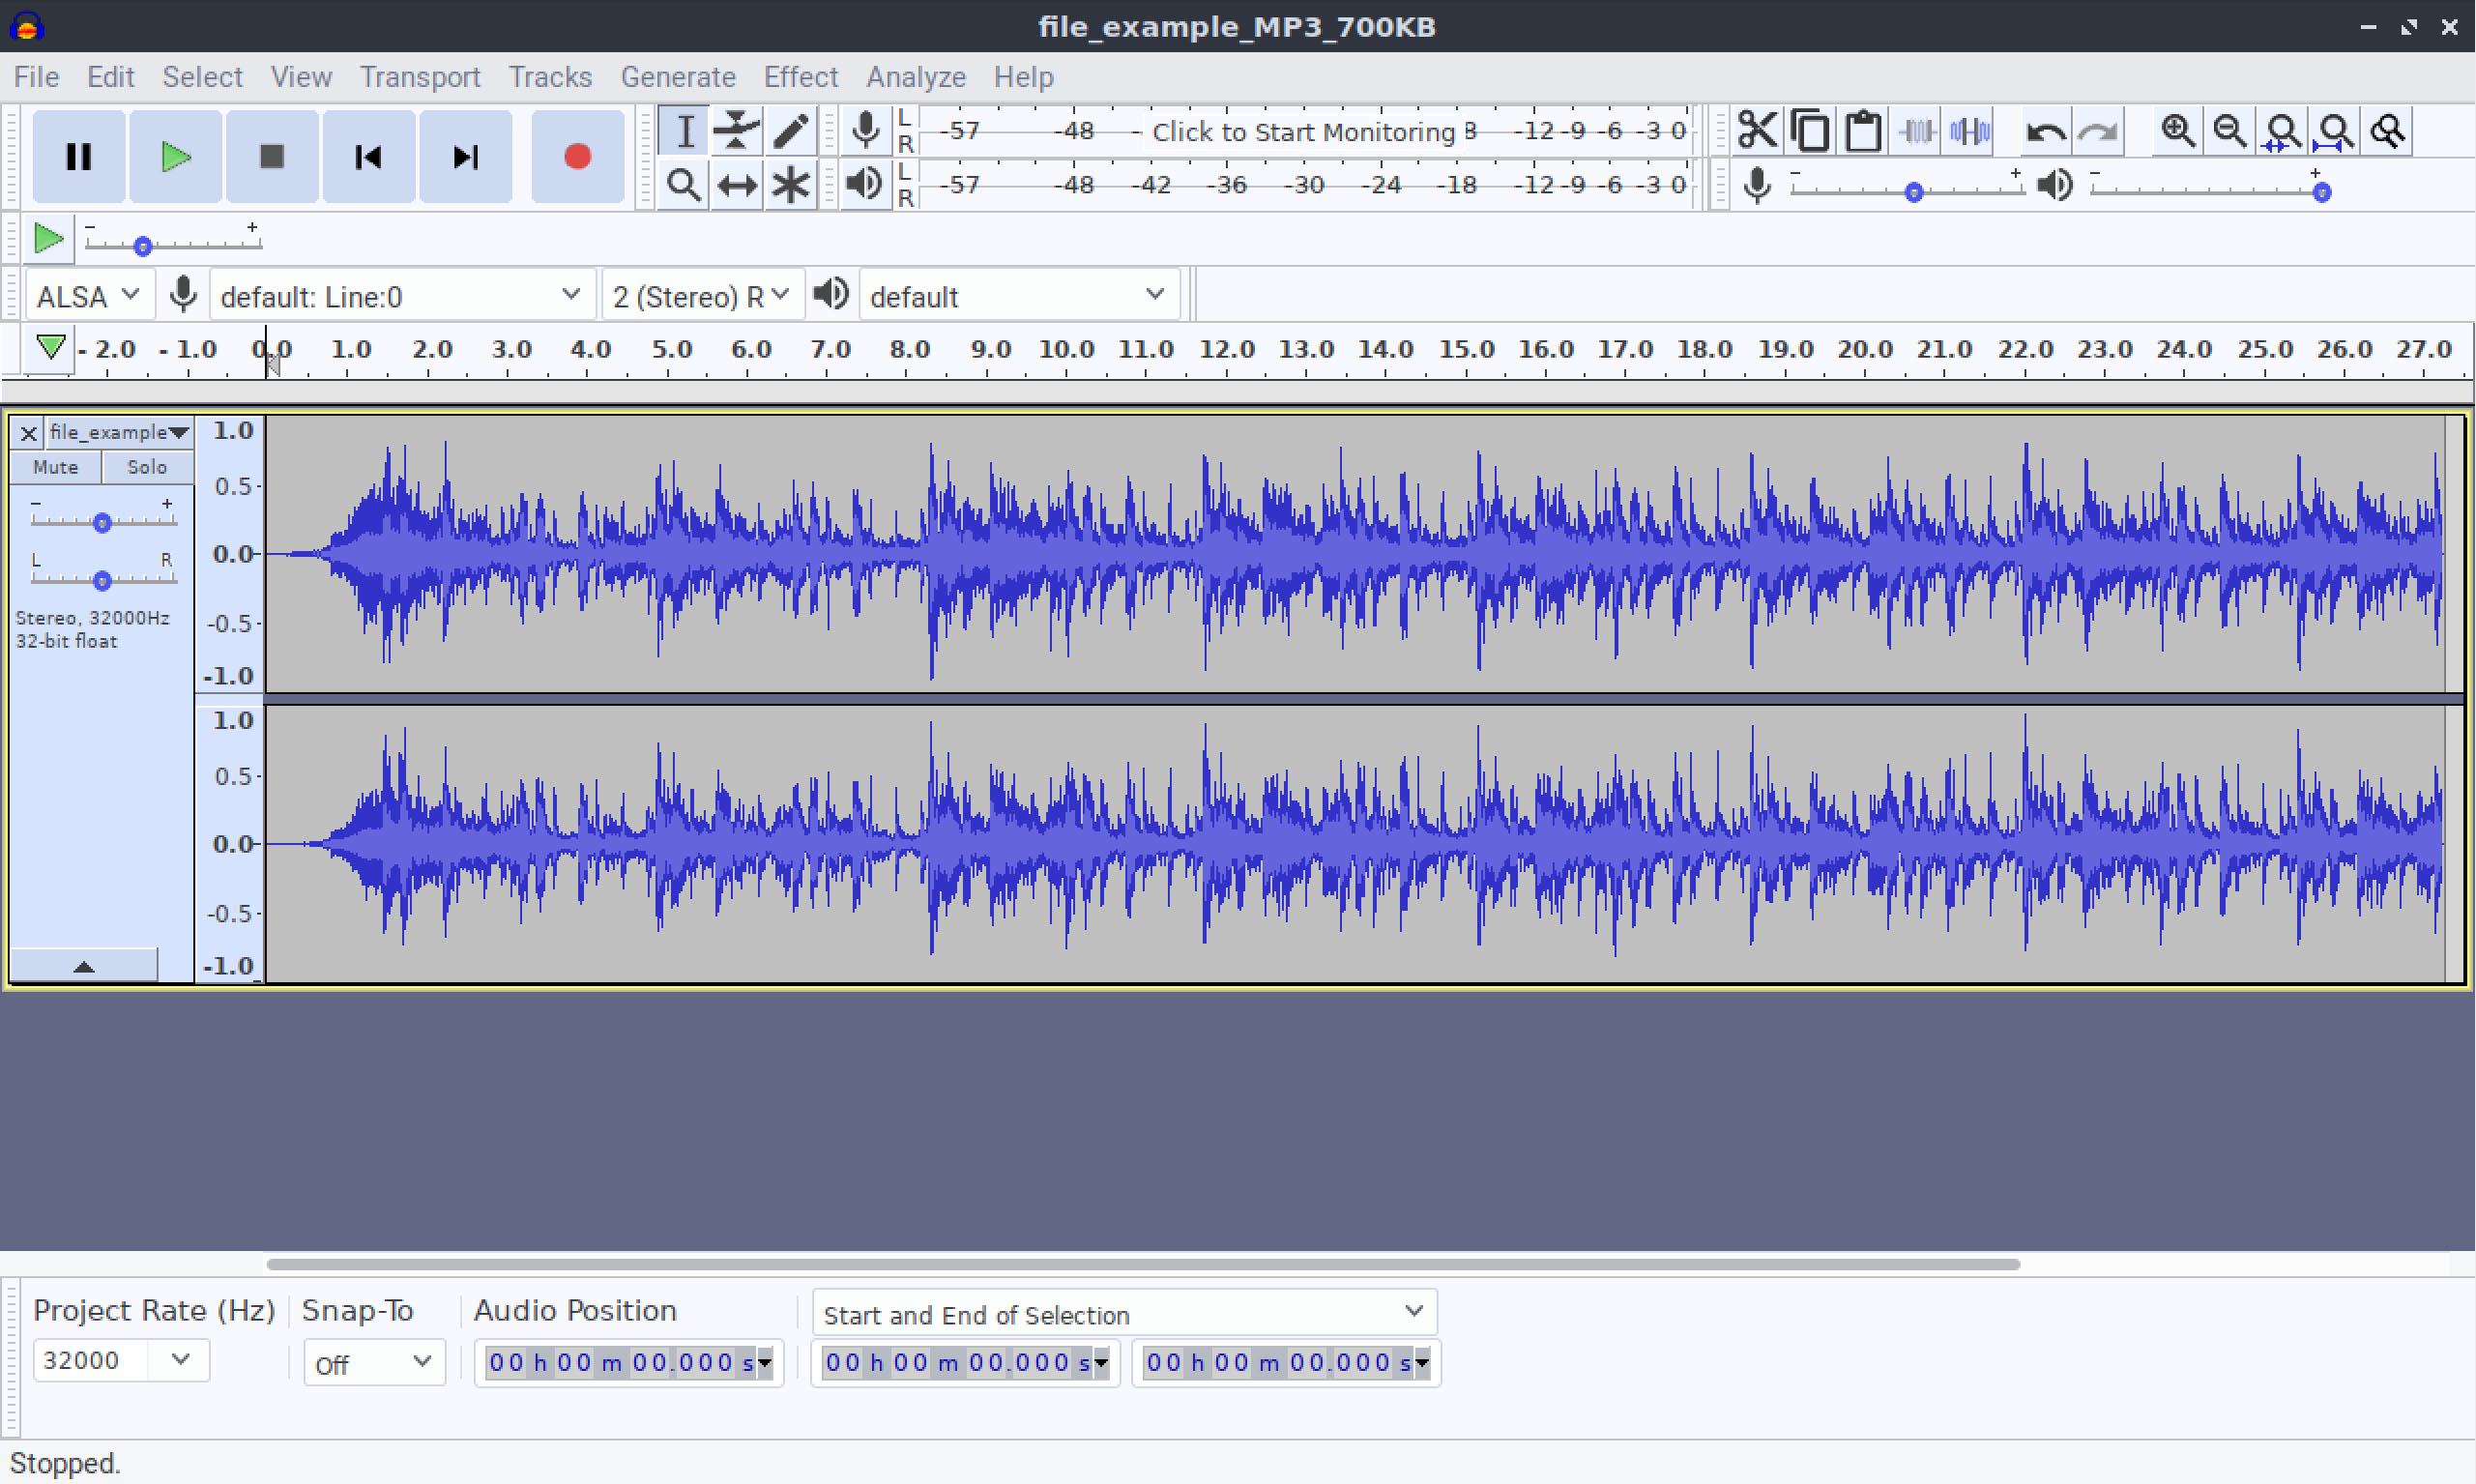 file_example_MP3_700KB
File Edit Select View Transport Tracks Generate Effect Analyze Help
L
R
-57 -48 - Click to Start Monitoring 8 -12 -9 -6 -3 0
L
R
-57 -48 -42 -36 -30 -24 -18 -12 -9 -6 -3 0
- +
- +
- +
ALSA default: Line:0 2 (Stereo) R default
- 2.0 - 1.0 0.0 1.0 2.0 3.0 4.0 5.0 6.0 7.0 8.0 9.0 10.0 11.0 12.0 13.0 14.0 15.0 16.0 17.0 18.0 19.0 20.0 21.0 22.0 23.0 24.0 25.0 26.0 27.0
file_example
Mute Solo
- +
L R
Stereo, 32000Hz
32-bit float
1.0
0.5
0.0
-0.5
-1.0
1.0
0.5
0.0
-0.5
-1.0
Project Rate (Hz) Snap-To Audio Position Start and End of Selection
32000 Off 00 h 00 m 00.000 s 00 h 00 m 00.000 s 00 h 00 m 00.000 s
Stopped.